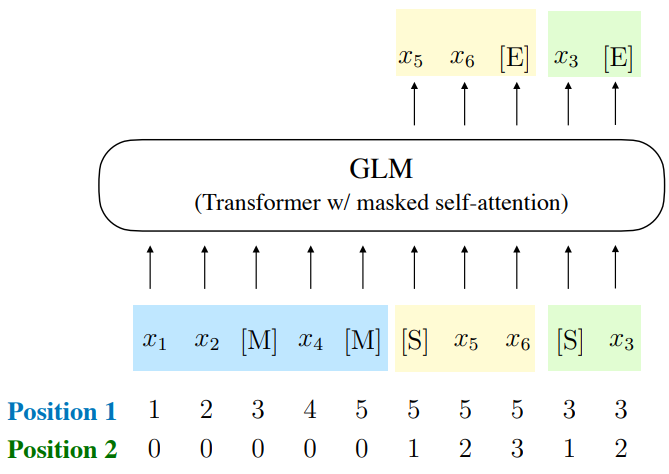 x₅ x₆ [E] x₃ [E]
GLM
(Transformer w/ masked self-attention)
x₁ x₂ [M] x₄ [M] [S] x₅ x₆ [S] x₃
Position 1 1 2 3 4 5 5 5 5 3 3
Position 2 0 0 0 0 0 1 2 3 1 2